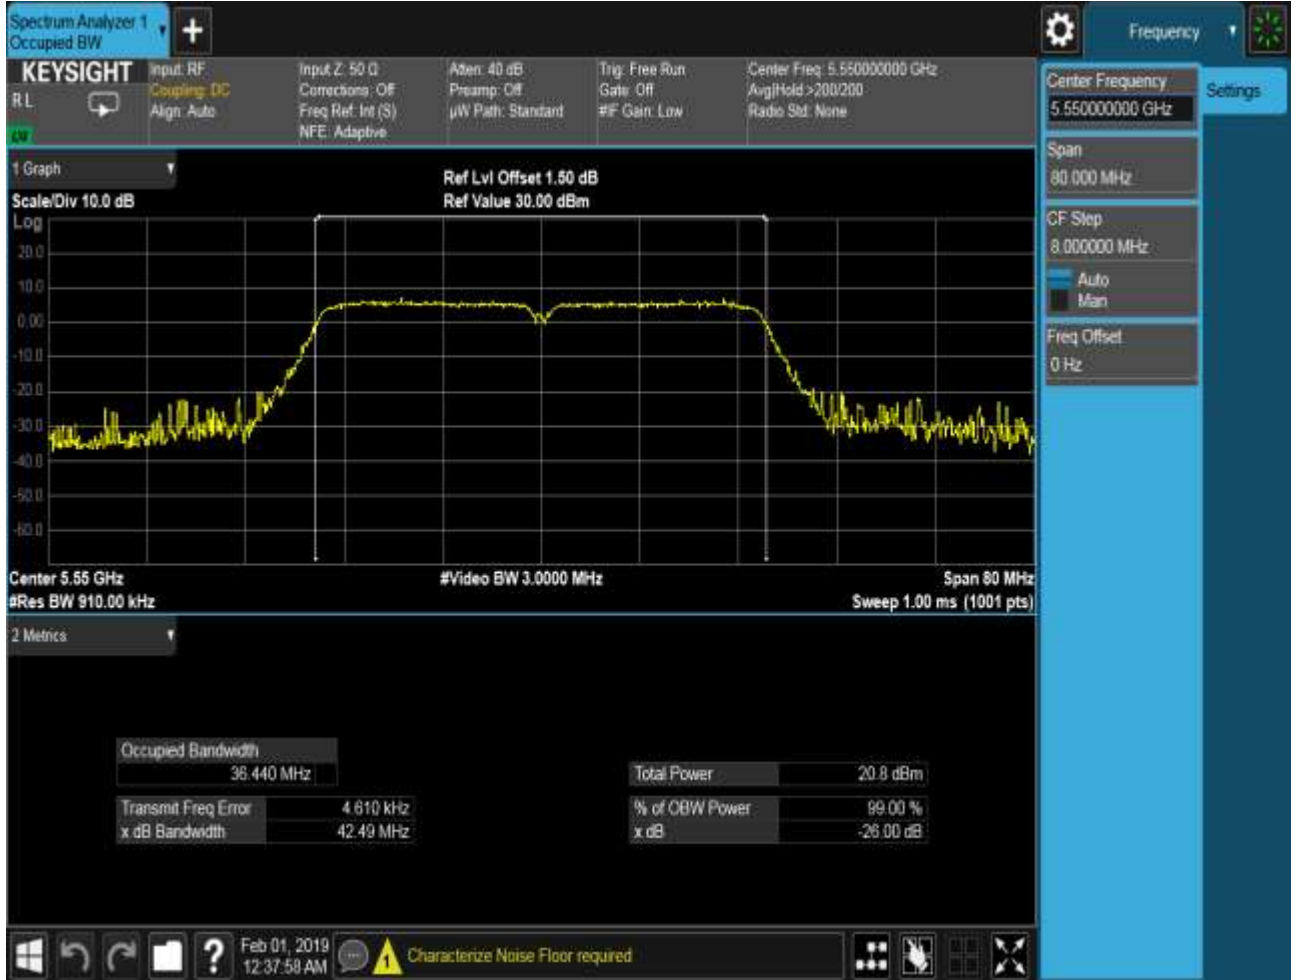 Spectrum Analyzer 1
Occupied BW
Frequency
KEYSIGHT
R L
Input: RF
Coupling: DC
Align: Auto
Input Z: 50 Ω
Corrections: Off
Freq Ref: Int (S)
NFE: Adaptive
Atten: 40 dB
Preamp: Off
µW Path: Standard
Trig: Free Run
Gate: Off
#IF Gain: Low
Center Freq: 5.550000000 GHz
Avg|Hold:>200/200
Radio Std: None
Center Frequency
5.550000000 GHz
Settings
Span
80.000 MHz
CF Step
8.000000 MHz
Auto
Man
Freq Offset
0 Hz
1 Graph
Scale/Div 10.0 dB
Ref Lvl Offset 1.50 dB
Ref Value 30.00 dBm
Log
20.0
10.0
0.00
-10.0
-20.0
-30.0
-40.0
-50.0
-60.0
Center 5.55 GHz
#Res BW 910.00 kHz
#Video BW 3.0000 MHz
Span 80 MHz
Sweep 1.00 ms (1001 pts)
2 Metrics
Occupied Bandwidth
36.440 MHz
Transmit Freq Error 4.610 kHz
x dB Bandwidth 42.49 MHz
Total Power 20.8 dBm
% of OBW Power 99.00 %
x dB -26.00 dB
?
Feb 01, 2019
12:37:58 AM
1
Characterize Noise Floor required